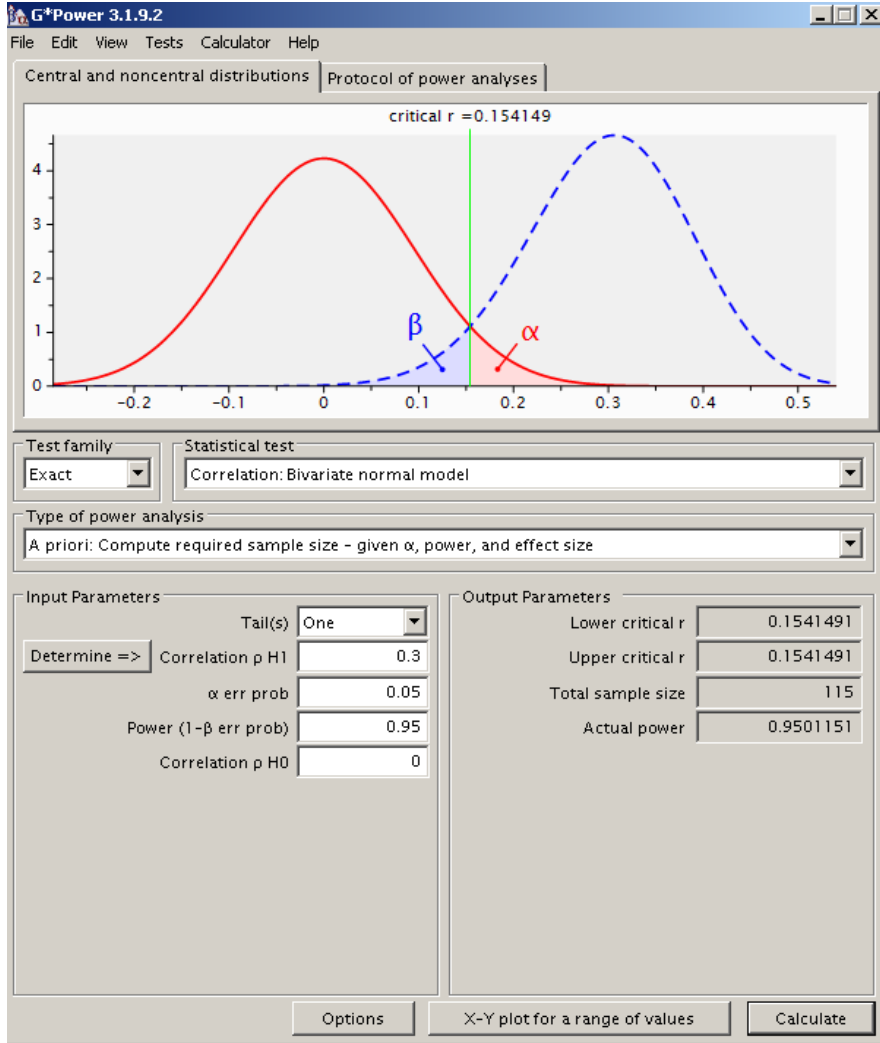 G*Power 3.1.9.2
File Edit View Tests Calculator Help
Central and noncentral distributions Protocol of power analyses
critical r =0.154149
4
3
2
1
0
β α
-0.2 -0.1 0 0.1 0.2 0.3 0.4 0.5
Test family Statistical test
Exact Correlation: Bivariate normal model
Type of power analysis
A priori: Compute required sample size - given α, power, and effect size
Input Parameters
Tail(s) One
Determine => Correlation ρ H1 0.3
α err prob 0.05
Power (1-β err prob) 0.95
Correlation ρ H0 0
Output Parameters
Lower critical r 0.1541491
Upper critical r 0.1541491
Total sample size 115
Actual power 0.9501151
Options X-Y plot for a range of values Calculate